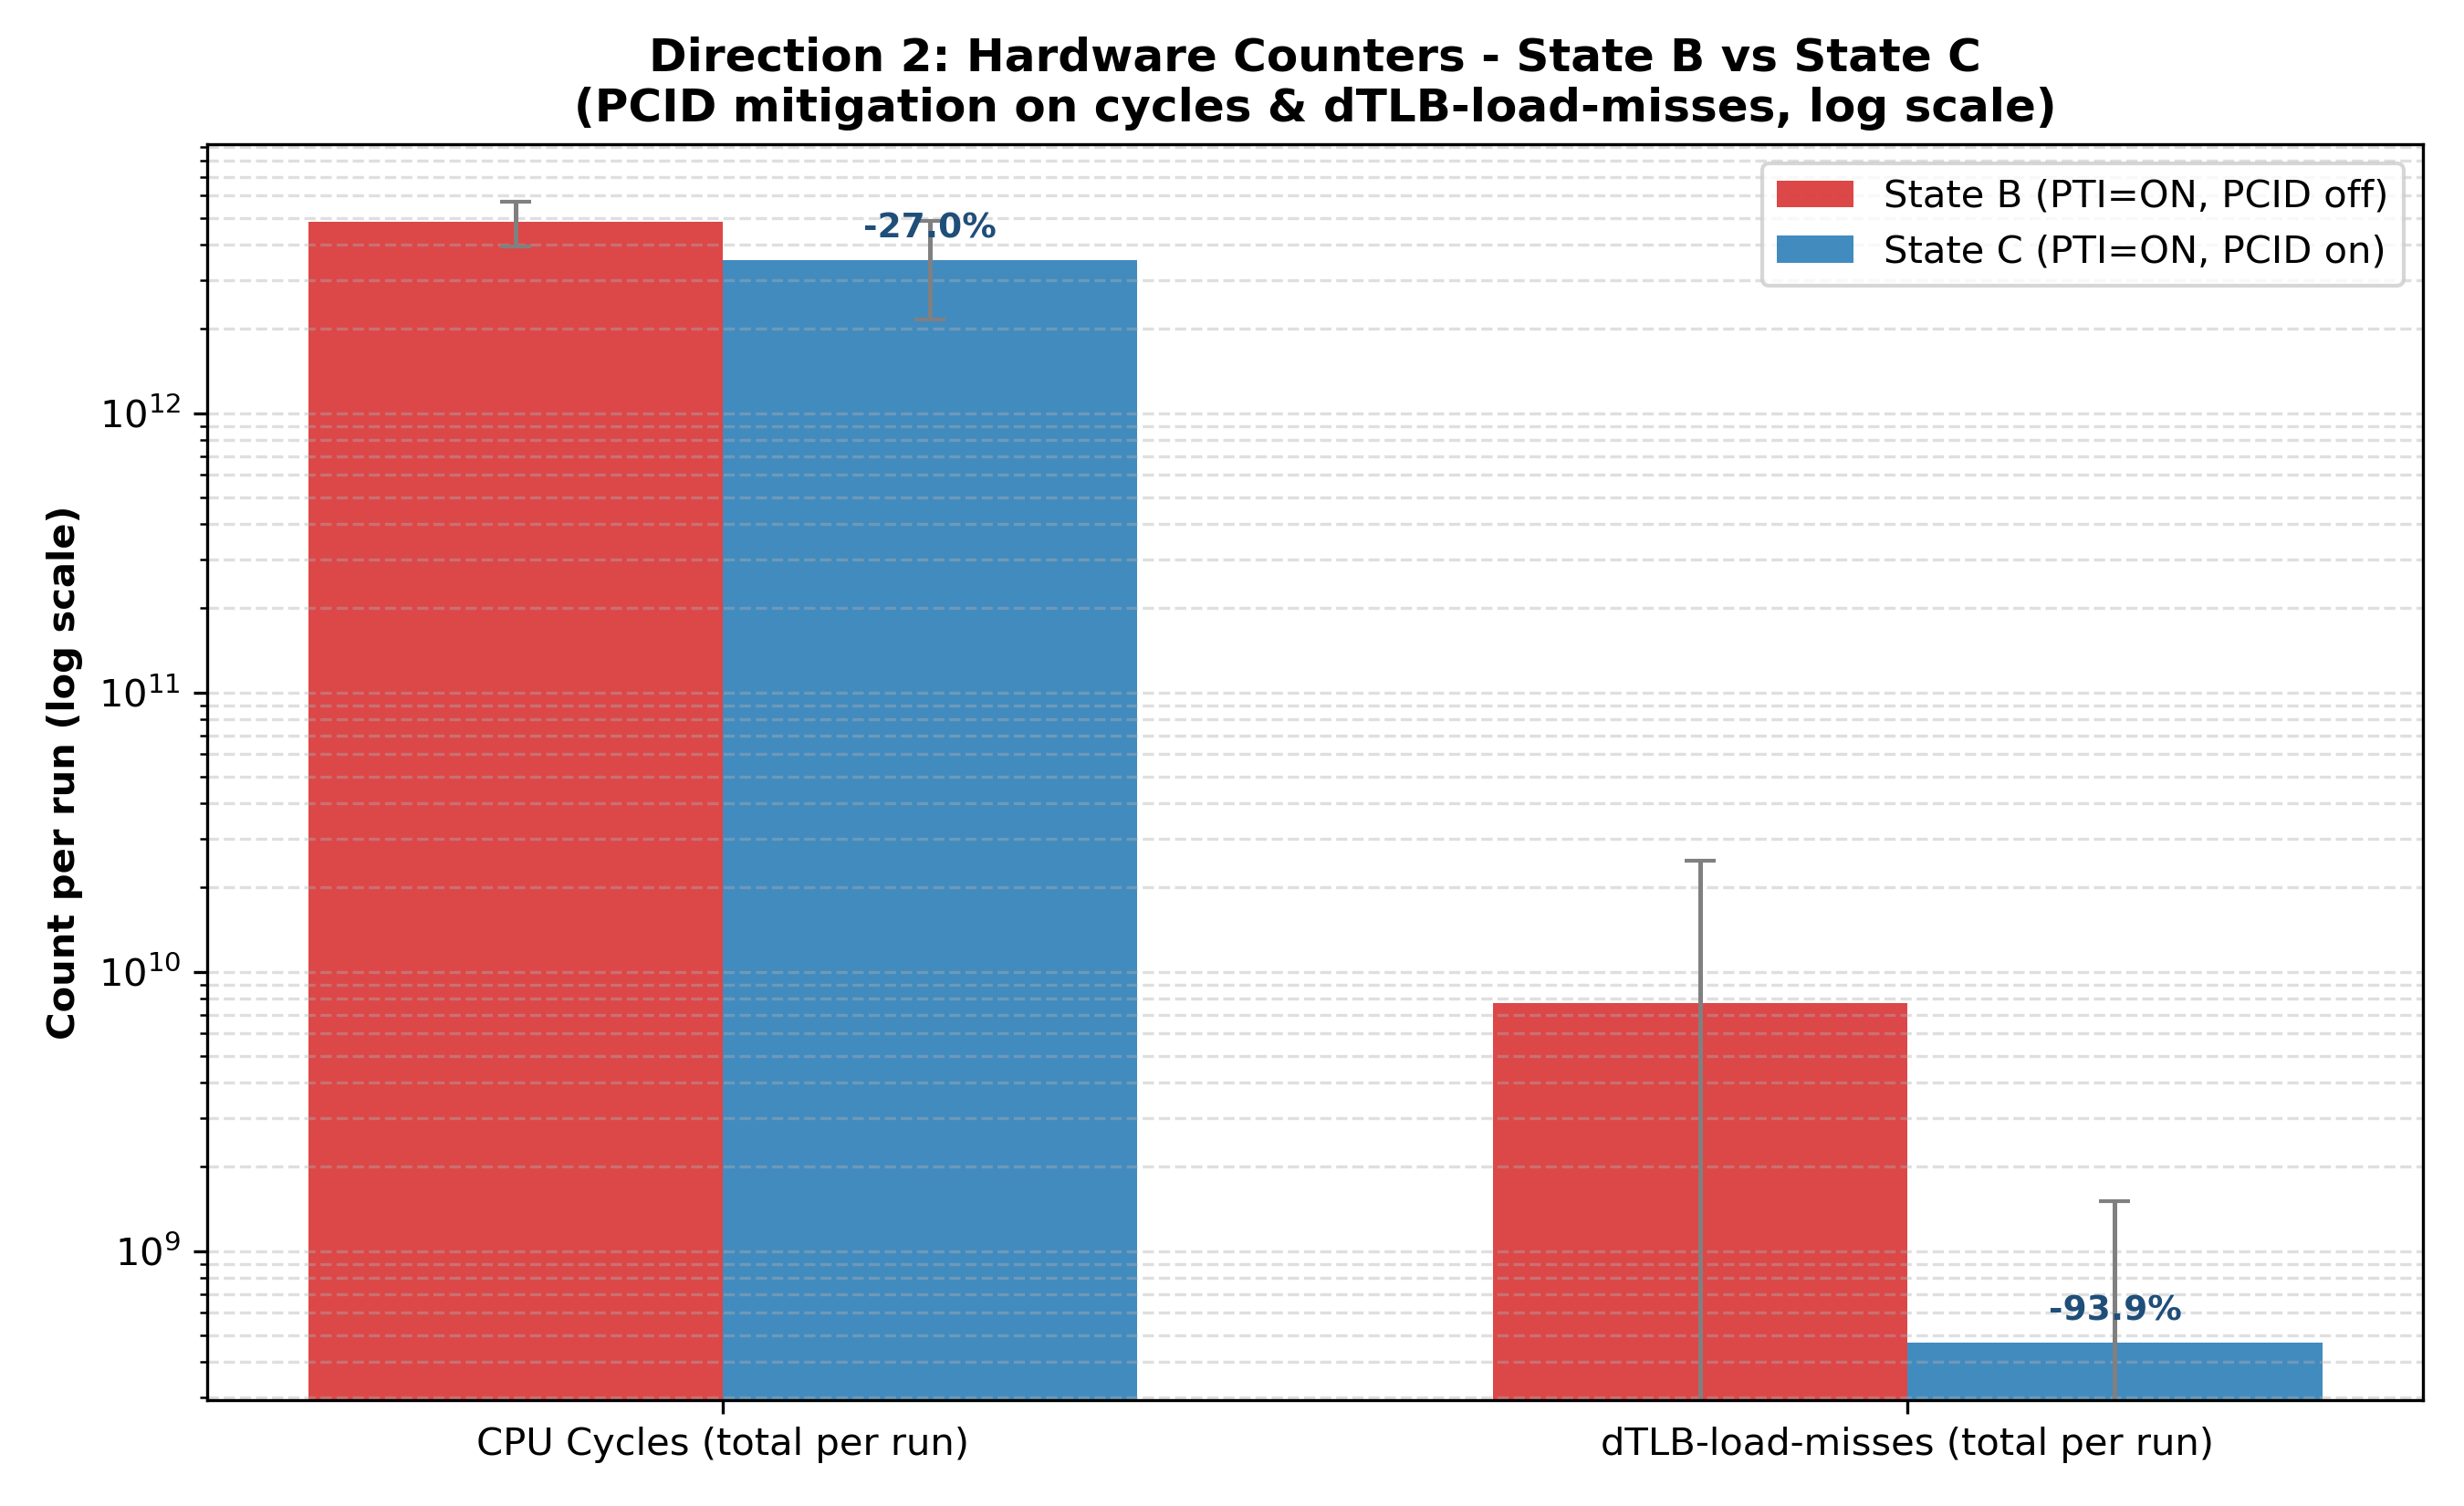 Direction 2: Hardware Counters - State B vs State C
(PCID mitigation on cycles & dTLB-load-misses, log scale)
State B (PTI=ON, PCID off)
State C (PTI=ON, PCID on)
-27.0%
-93.9%
10¹²
10¹¹
10¹⁰
10⁹
Count per run (log scale)
CPU Cycles (total per run)
dTLB-load-misses (total per run)